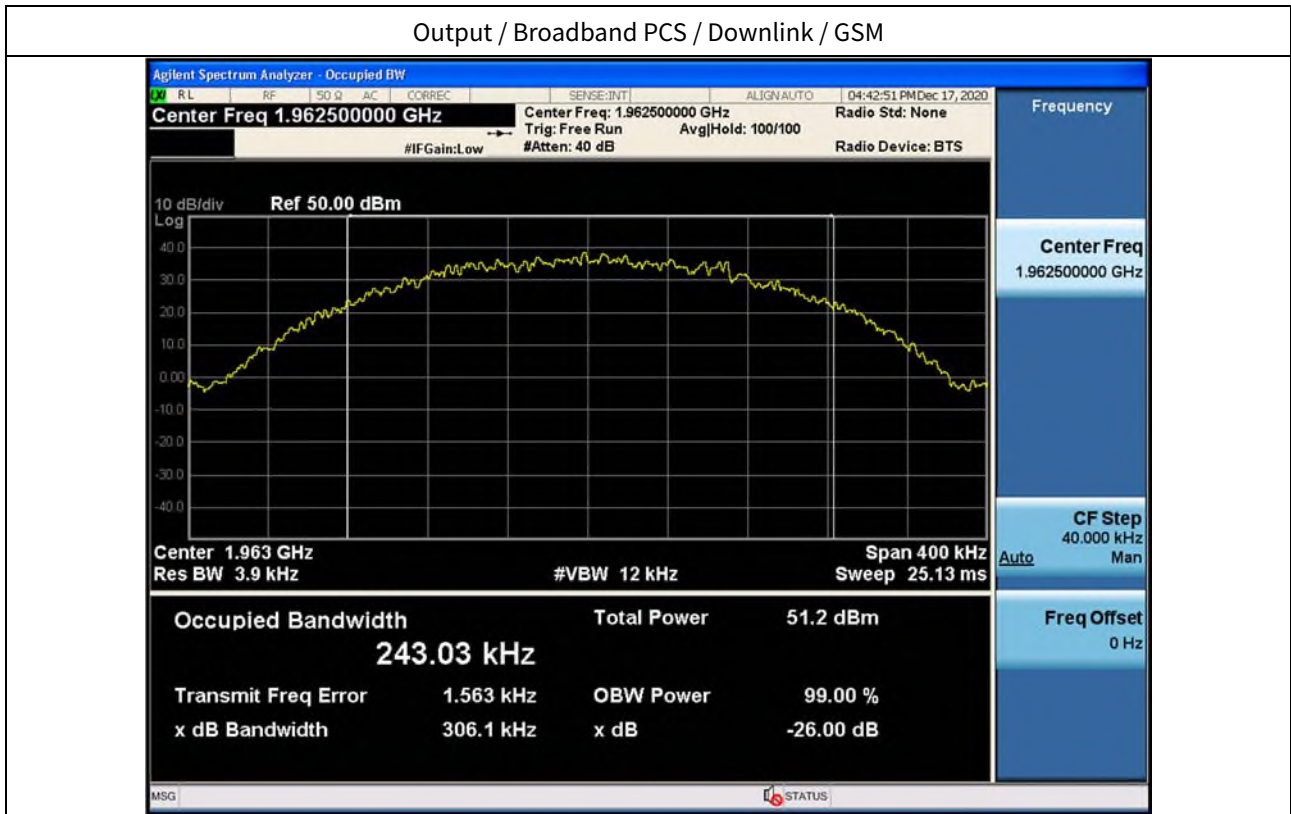 Output / Broadband PCS / Downlink / GSM
Agilent Spectrum Analyzer - Occupied BW
LXI RL RF 50 Ω AC CORREC SENSE:INT ALIGNAUTO 04:42:51 PM Dec 17, 2020
Center Freq 1.962500000 GHz
Center Freq: 1.962500000 GHz
Radio Std: None
Trig: Free Run
Avg|Hold: 100/100
#IFGain:Low
#Atten: 40 dB
Radio Device: BTS
Frequency
10 dB/div Ref 50.00 dBm
Log
40.0
30.0
20.0
10.0
0.00
-10.0
-20.0
-30.0
-40.0
Center Freq
1.962500000 GHz
Center 1.963 GHz Span 400 kHz
Res BW 3.9 kHz #VBW 12 kHz Sweep 25.13 ms
CF Step
40.000 kHz
Auto Man
Occupied Bandwidth Total Power 51.2 dBm
243.03 kHz
Transmit Freq Error 1.563 kHz OBW Power 99.00 %
x dB Bandwidth 306.1 kHz x dB -26.00 dB
Freq Offset
0 Hz
MSG STATUS